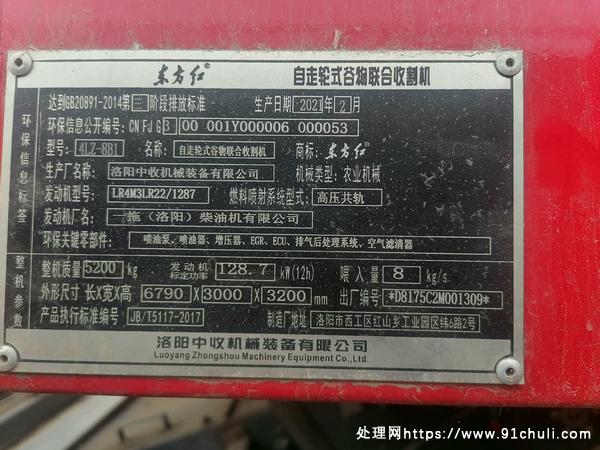 东方红 自走轮式谷物联合收割机
环保信息标签
达到GB20891-2014第三阶段排放标准 生产日期 2021年2月
环保信息公开编号: CN FJ G3 00 001Y000006 000053
型号: 4LZ-8B1 名称: 自走轮式谷物联合收割机 商标: 东方红
生产厂名称: 洛阳中收机械装备有限公司 机械类型: 农业机械
发动机型号: LR4M3LR22/1287 燃料喷射系统型式: 高压共轨
发动机厂名: 一拖(洛阳)柴油机有限公司
环保关键零部件: 喷油泵、喷油器、增压器、EGR、ECU、排气后处理系统、空气滤清器
整机参数
整机质量 5200 kg 发动机标定功率 128.7 kW(12h) 喂入量 8 kg/s
外形尺寸 长X宽X高 6790×3000×3200 mm 出厂编号 *D8175C2M001309*
产品执行标准编号 JB/T5117-2017 制造厂地址: 洛阳市西工区红山乡工业园区纬6路2号
洛阳中收机械装备有限公司
Luoyang Zhongshou Machinery Equipment Co., Ltd.
处理网https://www.91chuli.com/